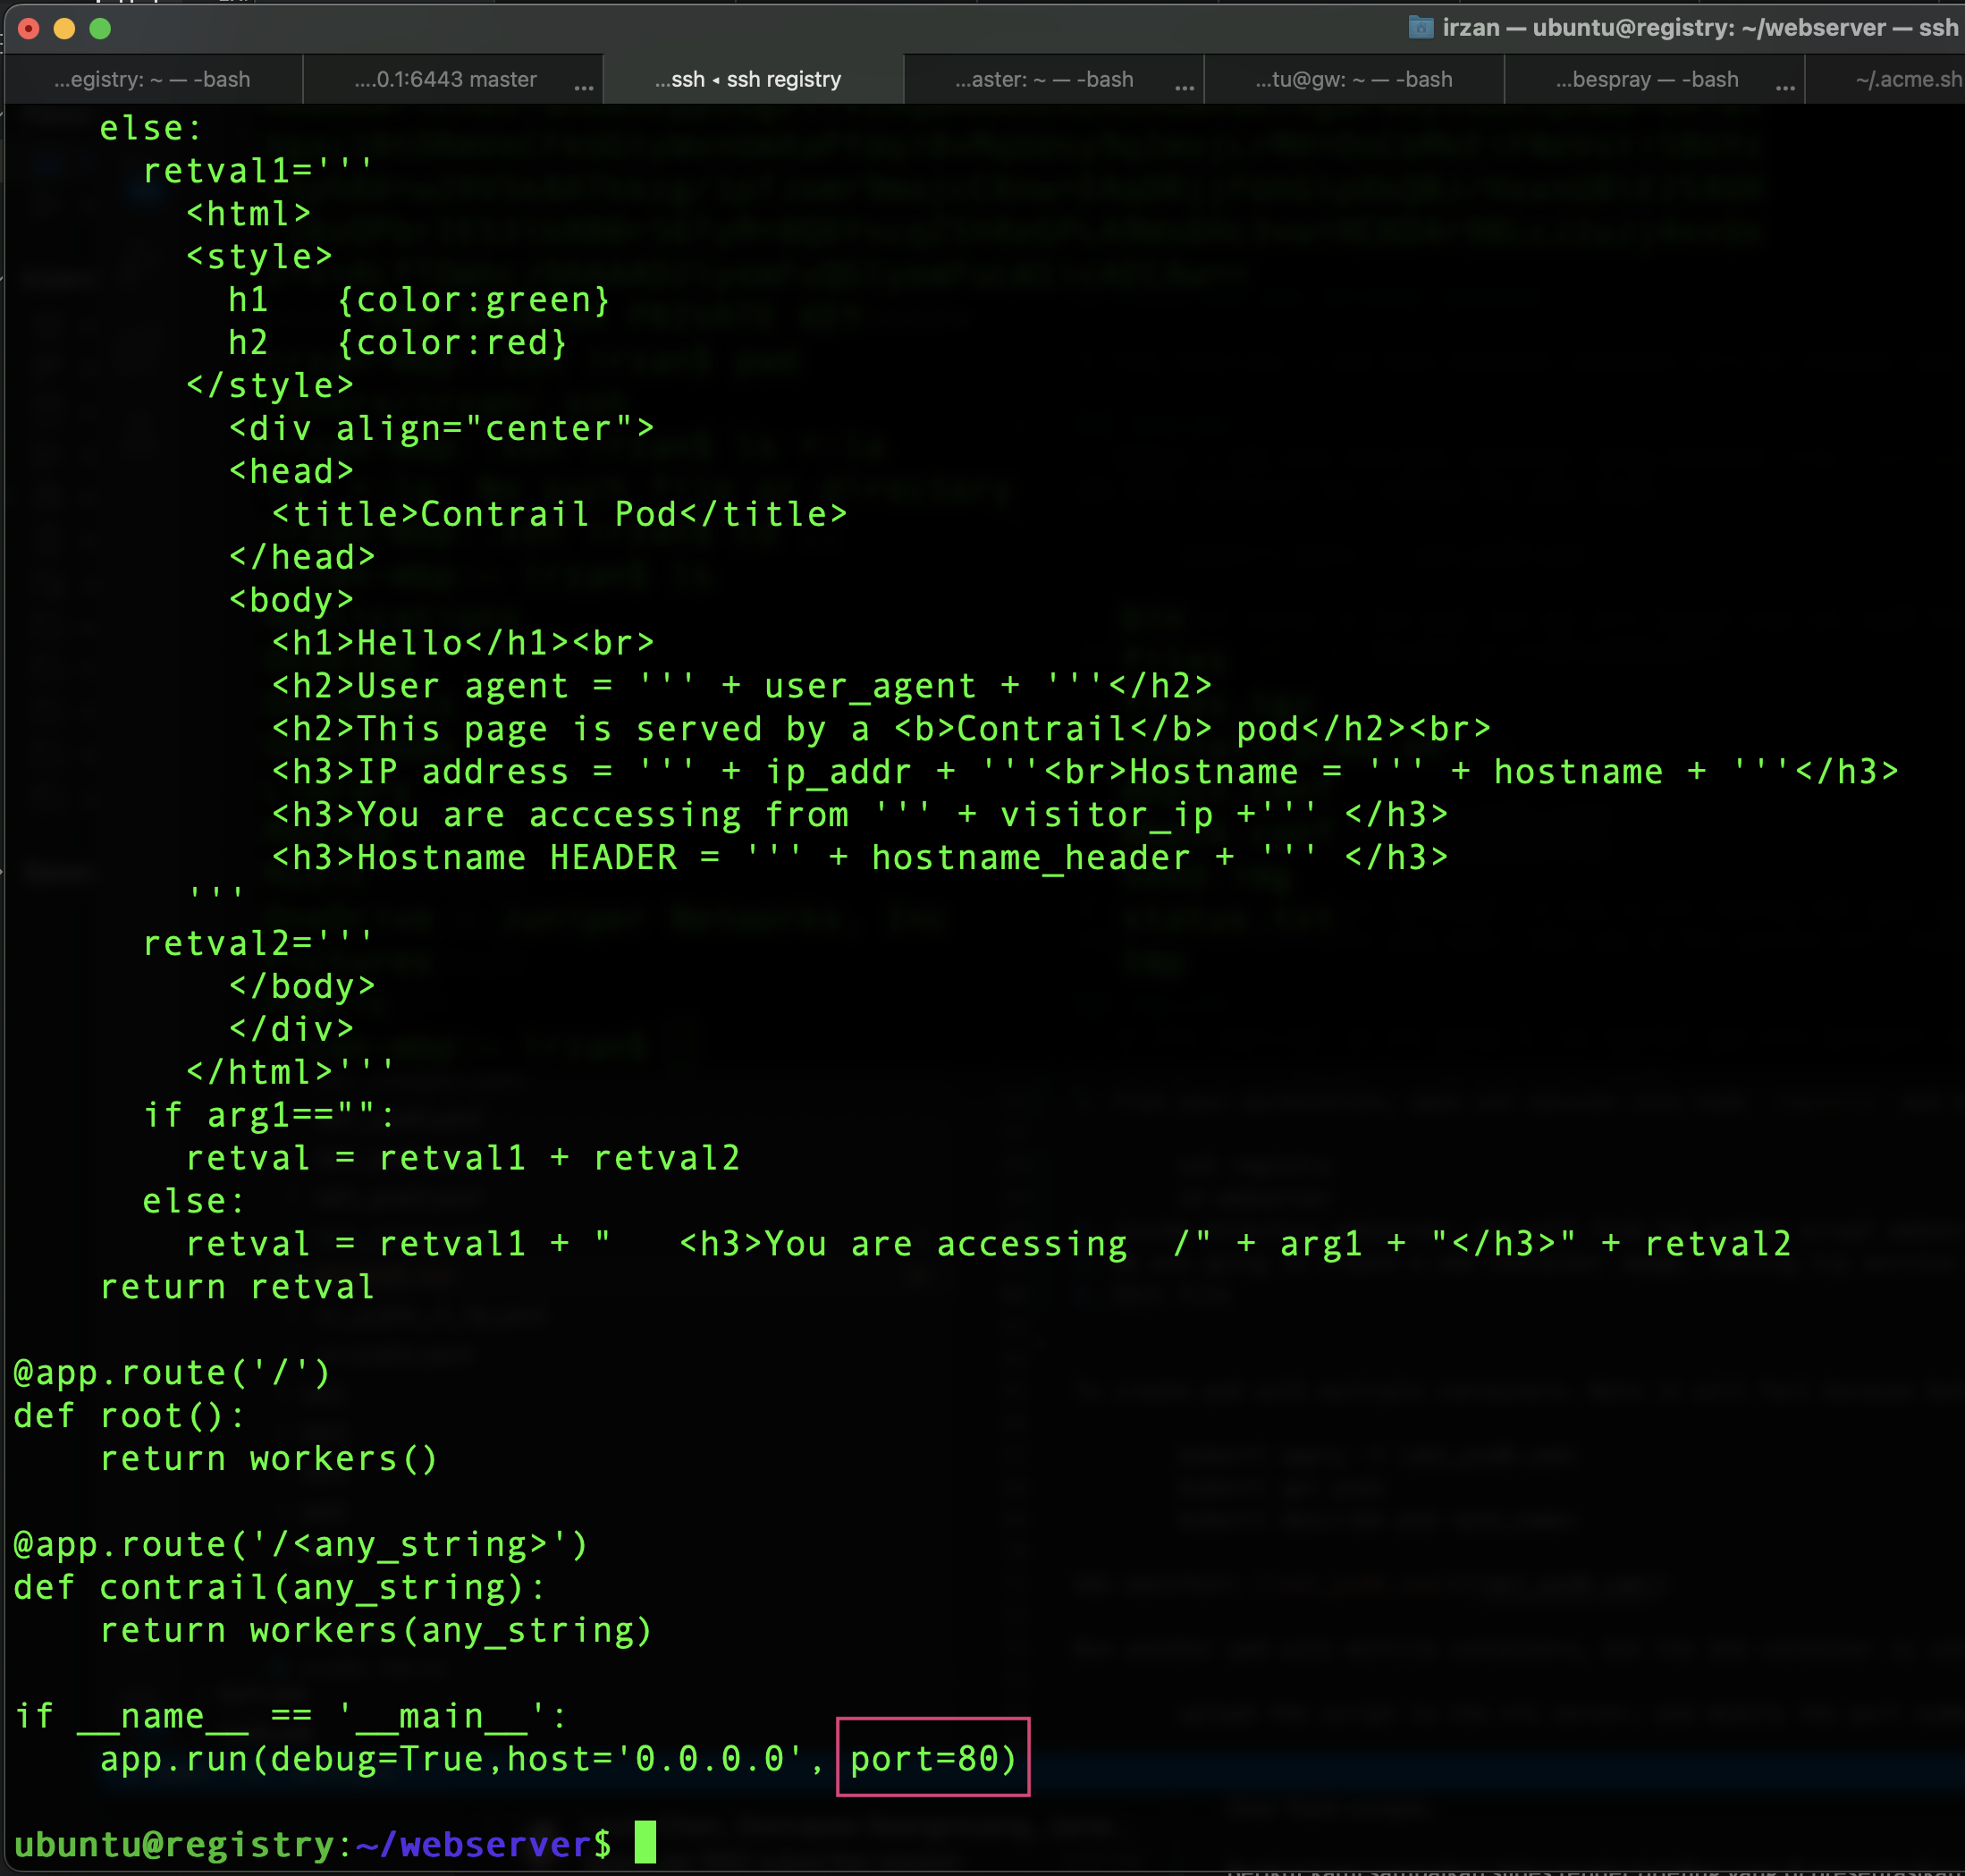 irzan — ubuntu@registry: ~/webserver — ssh
...egistry: ~ — -bash ....0.1:6443 master ... ...ssh ◂ ssh registry ...aster: ~ — -bash ... ...tu@gw: ~ — -bash ...bespray — -bash ... ~/.acme.sh
    else:
      retval1='''
        <html>
        <style>
          h1   {color:green}
          h2   {color:red}
        </style>
          <div align="center">
          <head>
            <title>Contrail Pod</title>
          </head>
          <body>
            <h1>Hello</h1><br>
            <h2>User agent = ''' + user_agent + '''</h2>
            <h2>This page is served by a <b>Contrail</b> pod</h2><br>
            <h3>IP address = ''' + ip_addr + '''<br>Hostname = ''' + hostname + '''</h3>
            <h3>You are acccessing from ''' + visitor_ip +''' </h3>
            <h3>Hostname HEADER = ''' + hostname_header + ''' </h3>
        '''
      retval2='''
          </body>
          </div>
        </html>'''
      if arg1=="":
        retval = retval1 + retval2
      else:
        retval = retval1 + "   <h3>You are accessing  /" + arg1 + "</h3>" + retval2
    return retval

@app.route('/')
def root():
    return workers()

@app.route('/<any_string>')
def contrail(any_string):
    return workers(any_string)

if __name__ == '__main__':
    app.run(debug=True,host='0.0.0.0', port=80)

ubuntu@registry:~/webserver$